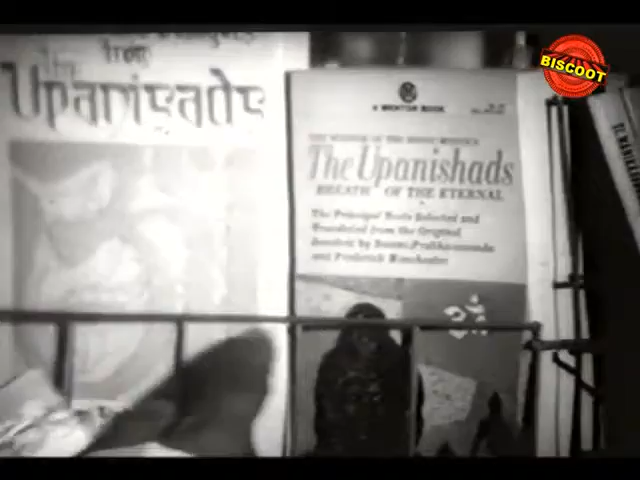 from
The
Upanisads
A MENTOR BOOK
The Upanishads
BREATH OF THE ETERNAL
The Principal Texts Selected and
Translated from the Original
Sanskrit by Swami Prabhavananda
and Frederick Manchester
ॐ
BISCOOT